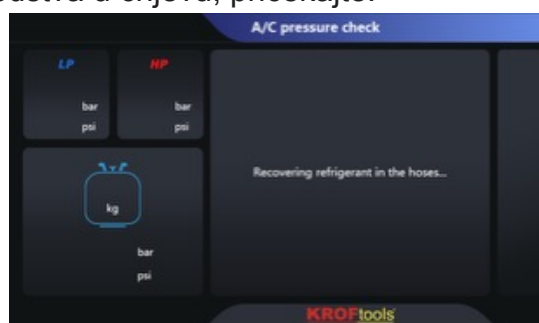 A/C pressure check
LP HP
bar bar
psi psi
Recovering refrigerant in the hoses...
kg
bar
psi
KROFtools